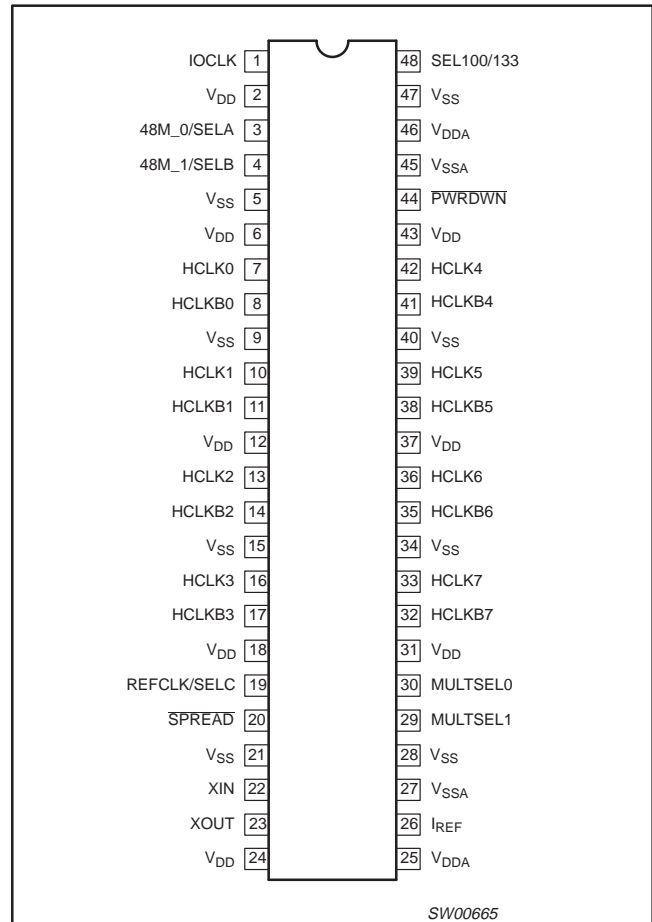 IOCLK 1 48 SEL100/133
VDD 2 47 VSS
48M_0/SELA 3 46 VDDA
48M_1/SELB 4 45 VSSA
VSS 5 44 PWRDWN
VDD 6 43 VDD
HCLK0 7 42 HCLK4
HCLKB0 8 41 HCLKB4
VSS 9 40 VSS
HCLK1 10 39 HCLK5
HCLKB1 11 38 HCLKB5
VDD 12 37 VDD
HCLK2 13 36 HCLK6
HCLKB2 14 35 HCLKB6
VSS 15 34 VSS
HCLK3 16 33 HCLK7
HCLKB3 17 32 HCLKB7
VDD 18 31 VDD
REFCLK/SELC 19 30 MULTSEL0
SPREAD 20 29 MULTSEL1
VSS 21 28 VSS
XIN 22 27 VSSA
XOUT 23 26 IREF
VDD 24 25 VDDA
SW00665